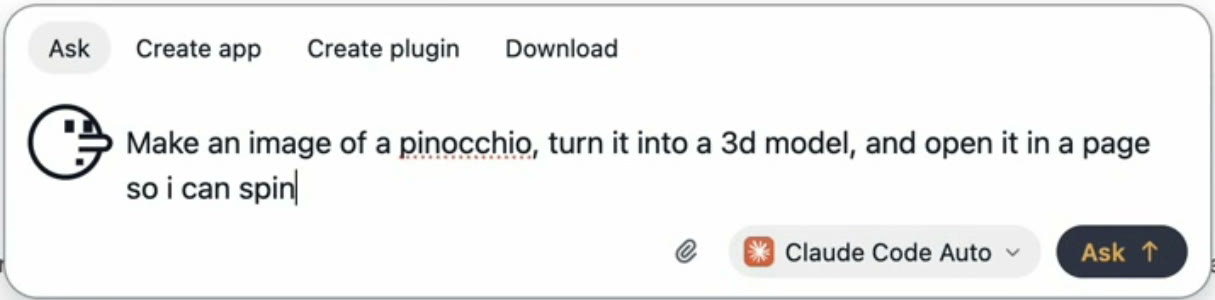 Ask Create app Create plugin Download
Make an image of a pinocchio, turn it into a 3d model, and open it in a page
so i can spin
Claude Code Auto Ask ↑